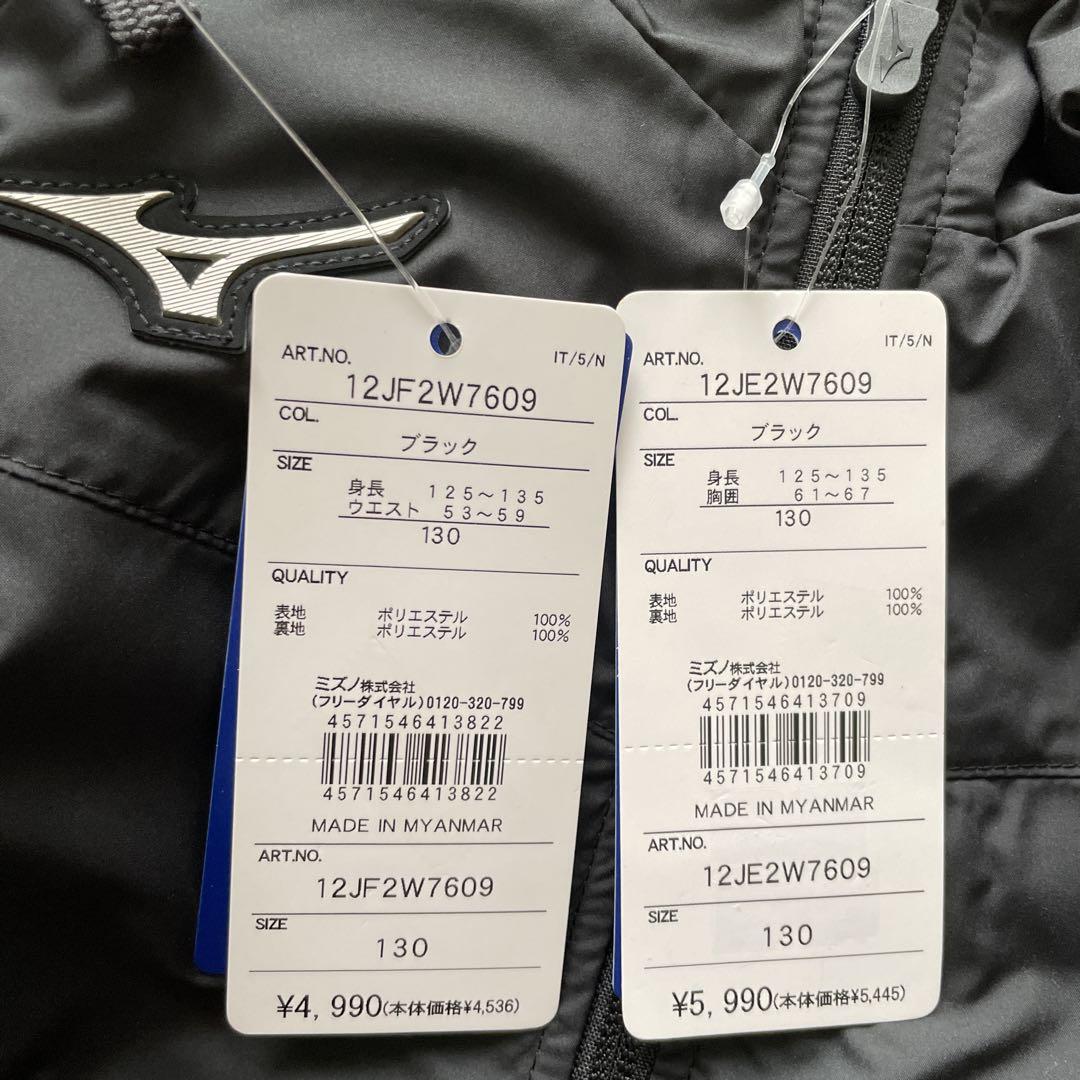 ART.NO.
IT/5/N
12JF2W7609
COL.
ブラック
SIZE
身長 125～135
ウエスト 53～59
130
QUALITY
表地 ポリエステル 100%
裏地 ポリエステル 100%
ミズノ株式会社
(フリーダイヤル)0120-320-799
4571546413822
4571546413822
MADE IN MYANMAR
ART.NO.
12JF2W7609
SIZE
130
¥4,990(本体価格¥4,536)
ART.NO.
IT/5/N
12JE2W7609
COL.
ブラック
SIZE
身長 125～135
胸囲 61～67
130
QUALITY
表地 ポリエステル 100%
裏地 ポリエステル 100%
ミズノ株式会社
(フリーダイヤル)0120-320-799
4571546413709
4571546413709
MADE IN MYANMAR
ART.NO.
12JE2W7609
SIZE
130
¥5,990(本体価格¥5,445)